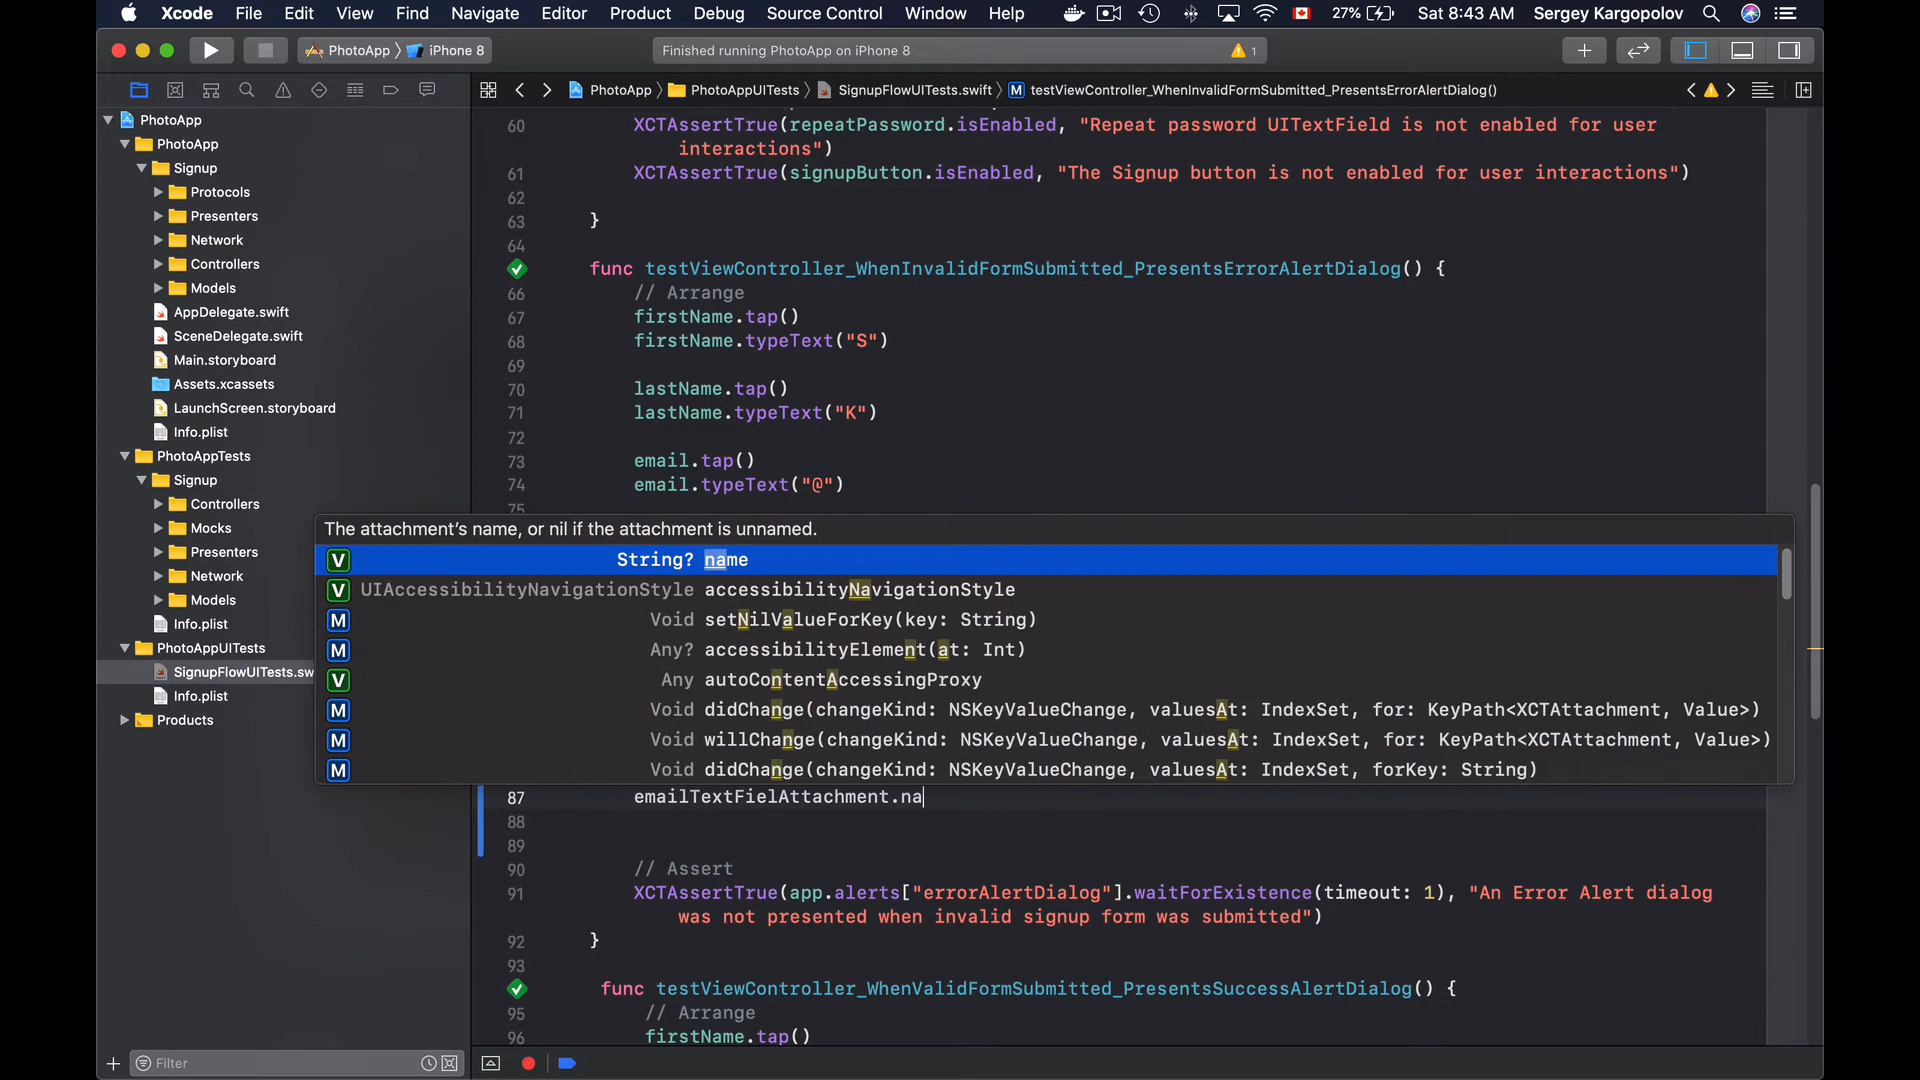 Xcode File Edit View Find Navigate Editor Product Debug Source Control Window Help 27% Sat 8:43 AM Sergey Kargopolov
PhotoApp iPhone 8 Finished running PhotoApp on iPhone 8 1
PhotoApp PhotoAppUITests SignupFlowUITests.swift M testViewController_WhenInvalidFormSubmitted_PresentsErrorAlertDialog()
PhotoApp
PhotoApp
Signup
Protocols
Presenters
Network
Controllers
Models
AppDelegate.swift
SceneDelegate.swift
Main.storyboard
Assets.xcassets
LaunchScreen.storyboard
Info.plist
PhotoAppTests
Signup
Controllers
Mocks
Presenters
Network
Models
Info.plist
PhotoAppUITests
SignupFlowUITests.sw
Info.plist
Products
Filter
60 XCTAssertTrue(repeatPassword.isEnabled, "Repeat password UITextField is not enabled for user
interactions")
61 XCTAssertTrue(signupButton.isEnabled, "The Signup button is not enabled for user interactions")
62
63 }
64
func testViewController_WhenInvalidFormSubmitted_PresentsErrorAlertDialog() {
66 // Arrange
67 firstName.tap()
68 firstName.typeText("S")
69
70 lastName.tap()
71 lastName.typeText("K")
72
73 email.tap()
74 email.typeText("@")
75
The attachment's name, or nil if the attachment is unnamed.
V String? name
V UIAccessibilityNavigationStyle accessibilityNavigationStyle
M Void setNilValueForKey(key: String)
M Any? accessibilityElement(at: Int)
V Any autoContentAccessingProxy
M Void didChange(changeKind: NSKeyValueChange, valuesAt: IndexSet, for: KeyPath<XCTAttachment, Value>)
M Void willChange(changeKind: NSKeyValueChange, valuesAt: IndexSet, for: KeyPath<XCTAttachment, Value>)
M Void didChange(changeKind: NSKeyValueChange, valuesAt: IndexSet, forKey: String)
87 emailTextFielAttachment.na
88
89
90 // Assert
91 XCTAssertTrue(app.alerts["errorAlertDialog"].waitForExistence(timeout: 1), "An Error Alert dialog
was not presented when invalid signup form was submitted")
92 }
93
func testViewController_WhenValidFormSubmitted_PresentsSuccessAlertDialog() {
95 // Arrange
96 firstName.tap()